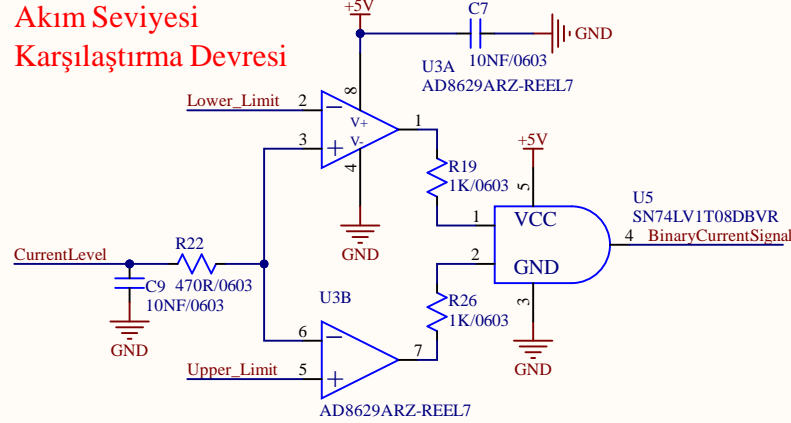 Akım Seviyesi
Karşılaştırma Devresi
+5V
C7
10NF/0603
GND
U3A
AD8629ARZ-REEL7
Lower_Limit
2
3
8
V+
V-
4
1
GND
R19
1K/0603
+5V
5
U5
SN74LV1T08DBVR
1
VCC
2
GND
4
BinaryCurrentSignal
3
GND
CurrentLevel
R22
470R/0603
C9
10NF/0603
GND
U3B
R26
1K/0603
6
7
Upper_Limit
5
AD8629ARZ-REEL7